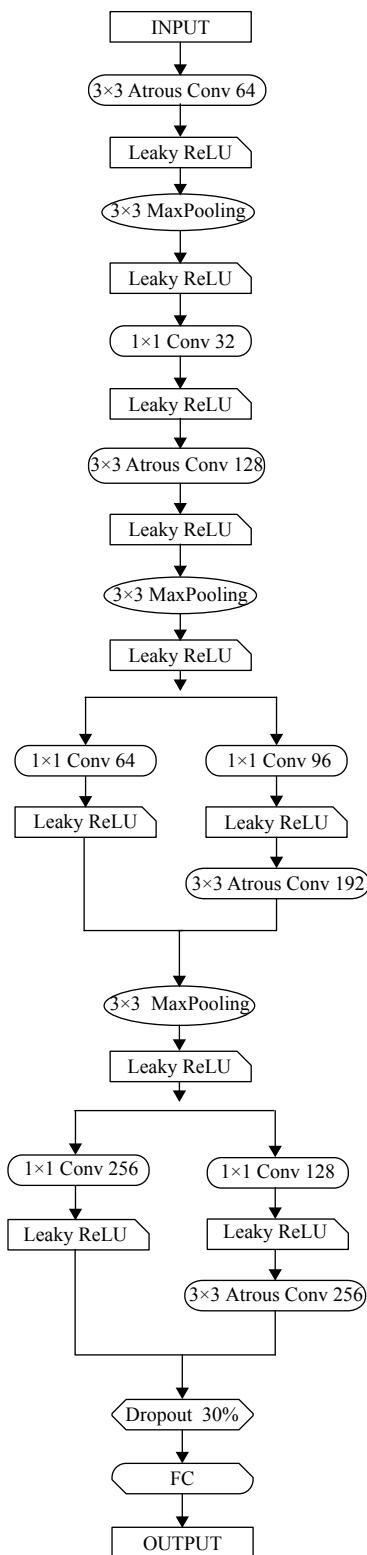 INPUT
3×3 Atrous Conv 64
Leaky ReLU
3×3 MaxPooling
Leaky ReLU
1×1 Conv 32
Leaky ReLU
3×3 Atrous Conv 128
Leaky ReLU
3×3 MaxPooling
Leaky ReLU
1×1 Conv 64
1×1 Conv 96
Leaky ReLU
Leaky ReLU
3×3 Atrous Conv 192
3×3 MaxPooling
Leaky ReLU
1×1 Conv 256
1×1 Conv 128
Leaky ReLU
Leaky ReLU
3×3 Atrous Conv 256
Dropout 30%
FC
OUTPUT